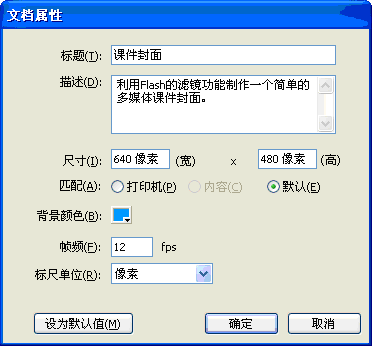 文档属性
标题(T): 课件封面
描述(D): 利用Flash的滤镜功能制作一个简单的
多媒体课件封面。
尺寸(I): 640 像素 (宽) x 480 像素 (高)
匹配(A): 打印机(P) 内容(C) 默认(E)
背景颜色(B):
帧频(F): 12 fps
标尺单位(R): 像素
设为默认值(M) 确定 取消